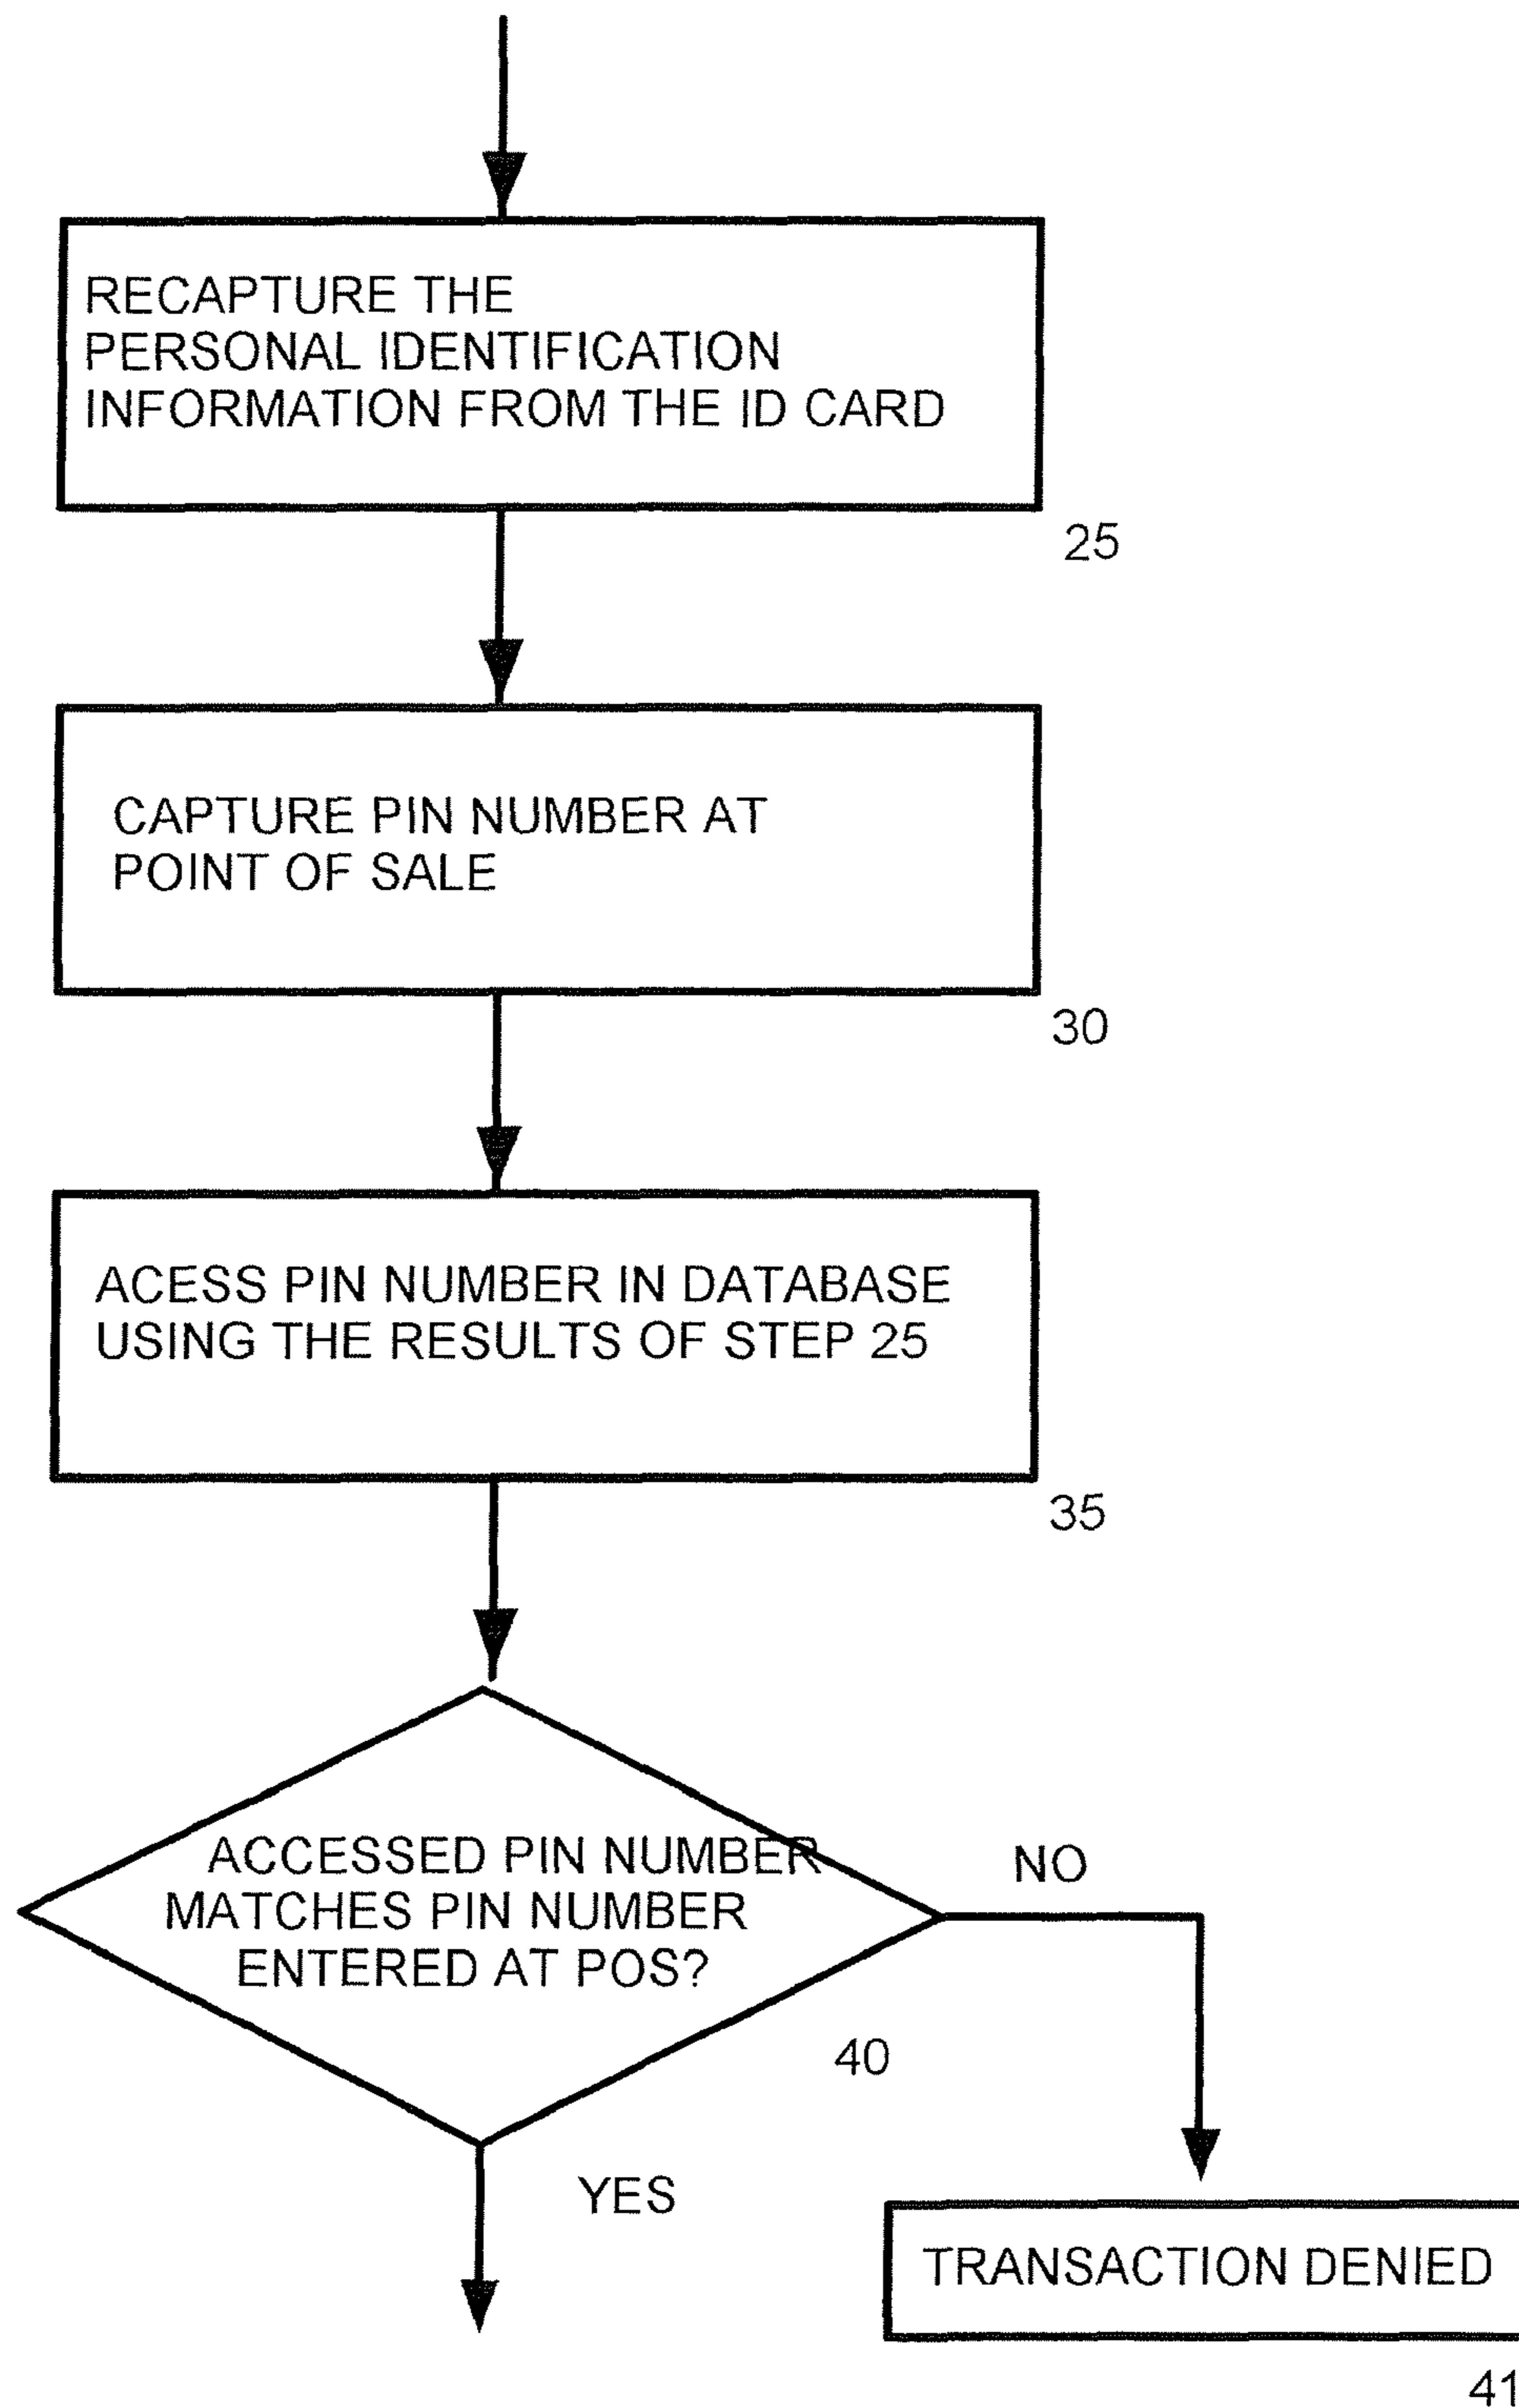 RECAPTURE THE
PERSONAL IDENTIFICATION
INFORMATION FROM THE ID CARD
25
CAPTURE PIN NUMBER AT
POINT OF SALE
30
ACESS PIN NUMBER IN DATABASE
USING THE RESULTS OF STEP 25
35
ACCESSED PIN NUMBER
MATCHES PIN NUMBER
ENTERED AT POS?
NO
40
YES
TRANSACTION DENIED
41